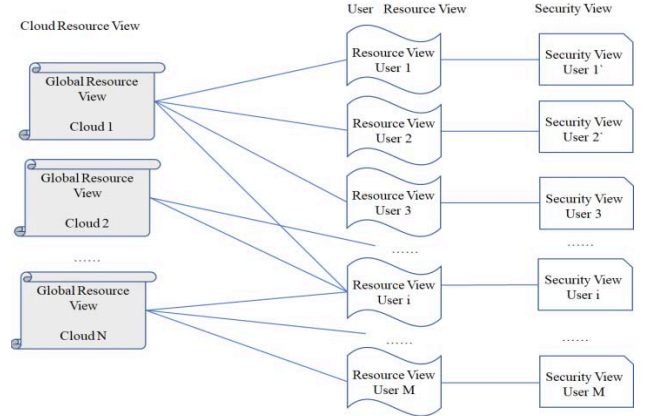 User Resource View
Security View
Cloud Resource View
Global Resource
View
Cloud 1
Resource View
User 1
Security View
User 1`
Resource View
User 2
Security View
User 2`
Global Resource
View
Cloud 2
Resource View
User 3
Security View
User 3
......
......
......
Global Resource
View
Cloud N
Resource View
User i
Security View
User i
......
......
Resource View
User M
Security View
User M